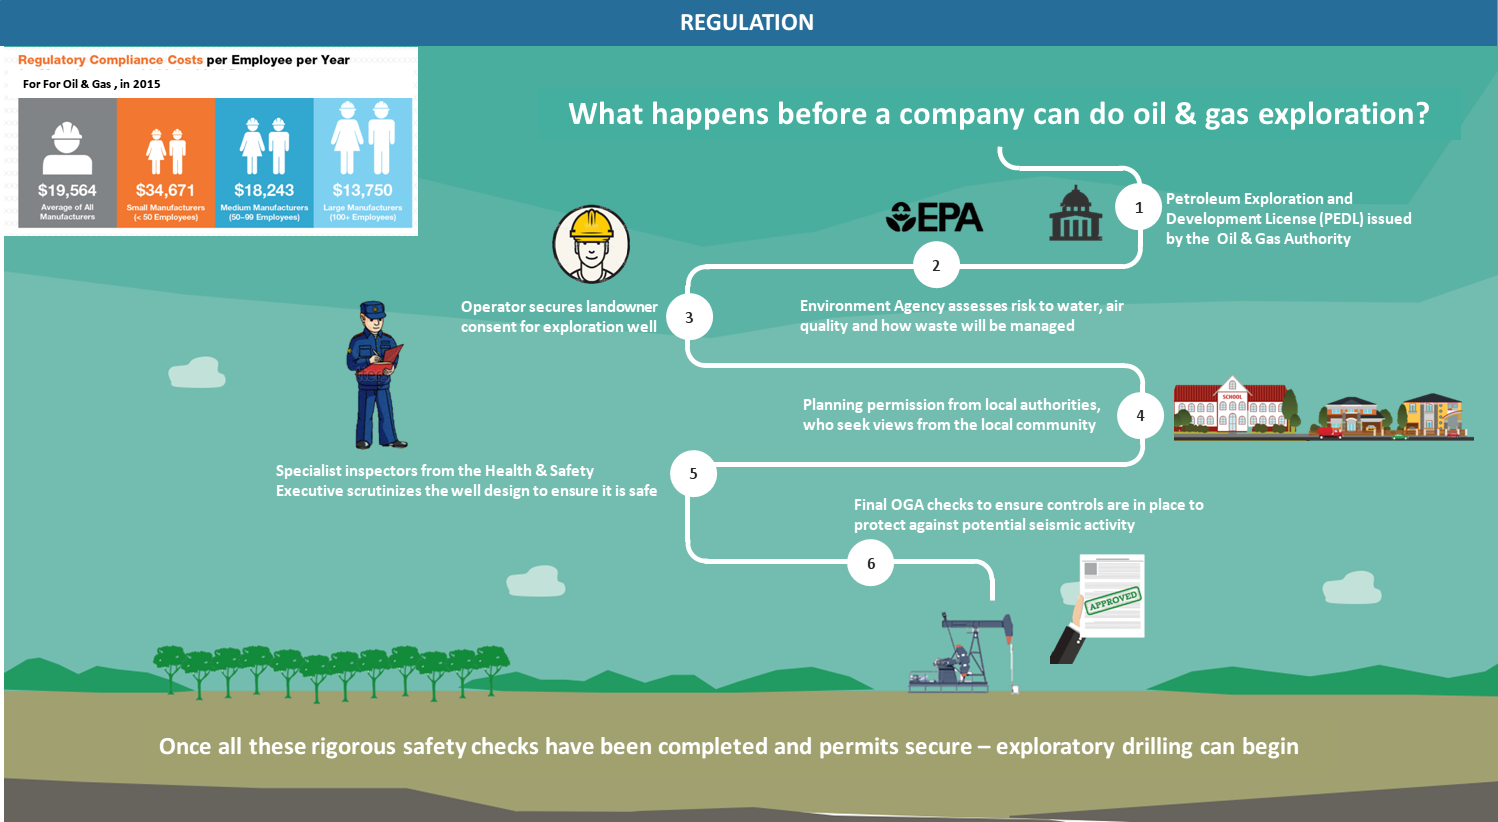 REGULATION
Regulatory Compliance Costs per Employee per Year
For For Oil & Gas , in 2015
$19,564
Average of All
Manufacturers
$34,671
Small Manufacturers
(< 50 Employees)
$18,243
Medium Manufacturers
(50–99 Employees)
$13,750
Large Manufacturers
(100+ Employees)
What happens before a company can do oil & gas exploration?
1
Petroleum Exploration and
Development License (PEDL) issued
by the Oil & Gas Authority
EPA
2
Environment Agency assesses risk to water, air
quality and how waste will be managed
3
Operator secures landowner
consent for exploration well
4
Planning permission from local authorities,
who seek views from the local community
SCHOOL
5
Specialist inspectors from the Health & Safety
Executive scrutinizes the well design to ensure it is safe
Final OGA checks to ensure controls are in place to
protect against potential seismic activity
6
APPROVED
Once all these rigorous safety checks have been completed and permits secure – exploratory drilling can begin